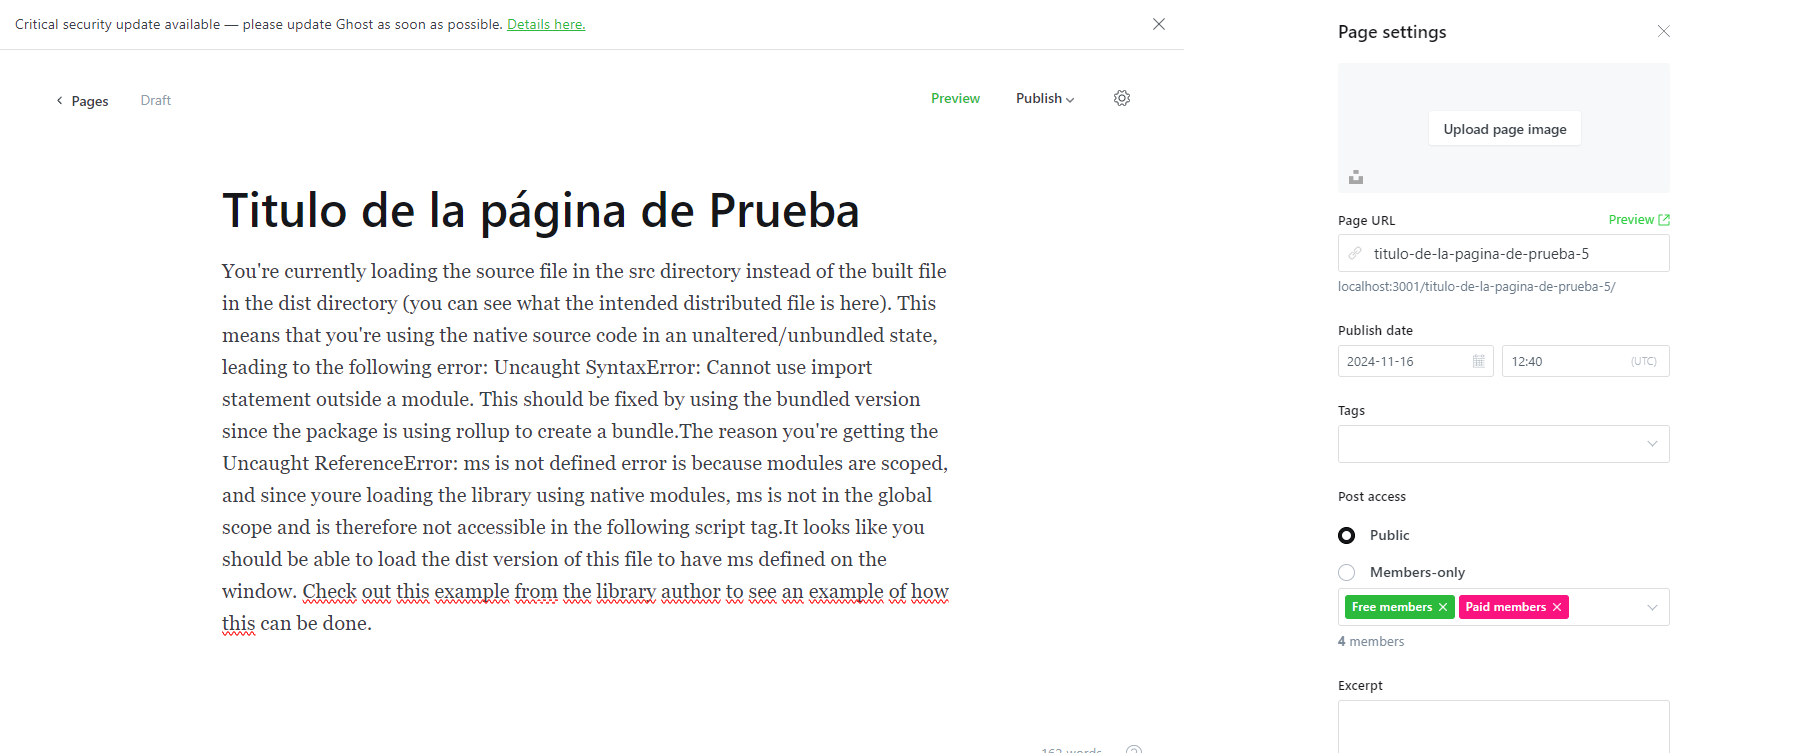 Critical security update available — please update Ghost as soon as possible. Details here.
Pages
Draft
Preview
Publish
Titulo de la página de Prueba
You're currently loading the source file in the src directory instead of the built file
in the dist directory (you can see what the intended distributed file is here). This
means that you're using the native source code in an unaltered/unbundled state,
leading to the following error: Uncaught SyntaxError: Cannot use import
statement outside a module. This should be fixed by using the bundled version
since the package is using rollup to create a bundle.The reason you're getting the
Uncaught ReferenceError: ms is not defined error is because modules are scoped,
and since youre loading the library using native modules, ms is not in the global
scope and is therefore not accessible in the following script tag.It looks like you
should be able to load the dist version of this file to have ms defined on the
window. Check out this example from the library author to see an example of how
this can be done.
162 words
Page settings
Upload page image
Page URL
Preview
titulo-de-la-pagina-de-prueba-5
localhost:3001/titulo-de-la-pagina-de-prueba-5/
Publish date
2024-11-16
12:40
(UTC)
Tags
Post access
Public
Members-only
Free members
Paid members
4 members
Excerpt